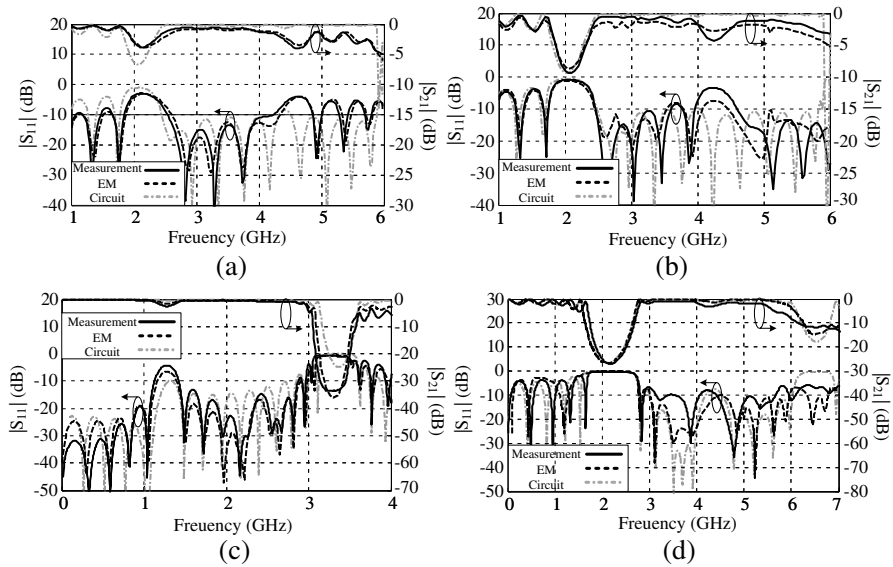 20 0
10 -5
0 -10
-10 -15
-20 -20
-30 -25
-40 -30
|S11| (dB)
|S21| (dB)
Measurement
EM
Circuit
1 2 3 4 5 6
Freuency (GHz)
(a)
20 0
10 -5
0 -10
-10 -15
-20 -20
-30 -25
-40 -30
|S11| (dB)
|S21| (dB)
Measurement
EM
Circuit
1 2 3 4 5 6
Freuency (GHz)
(b)
20 0
10 -10
0 -20
-10 -30
-20 -40
-30 -50
-40 -60
-50 -70
|S11| (dB)
|S21| (dB)
Measurement
EM
Circuit
0 1 2 3 4
Freuency (GHz)
(c)
30 0
20 -10
10 -20
0 -30
-10 -40
-20 -50
-30 -60
-40 -70
-50 -80
|S11| (dB)
|S21| (dB)
Measurement
EM
Circuit
0 1 2 3 4 5 6 7
Freuency (GHz)
(d)